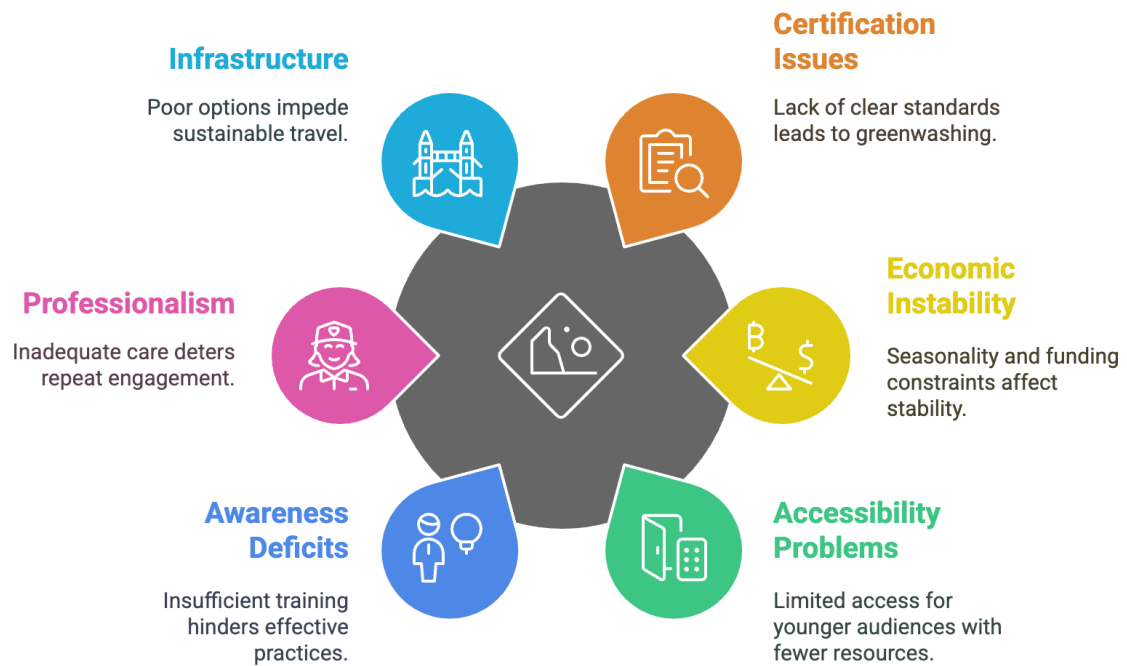 Infrastructure
Poor options impede
sustainable travel.
Certification
Issues
Lack of clear standards
leads to greenwashing.
Professionalism
Inadequate care deters
repeat engagement.
Economic
Instability
Seasonality and funding
constraints affect
stability.
Awareness
Deficits
Insufficient training
hinders effective
practices.
Accessibility
Problems
Limited access for
younger audiences with
fewer resources.